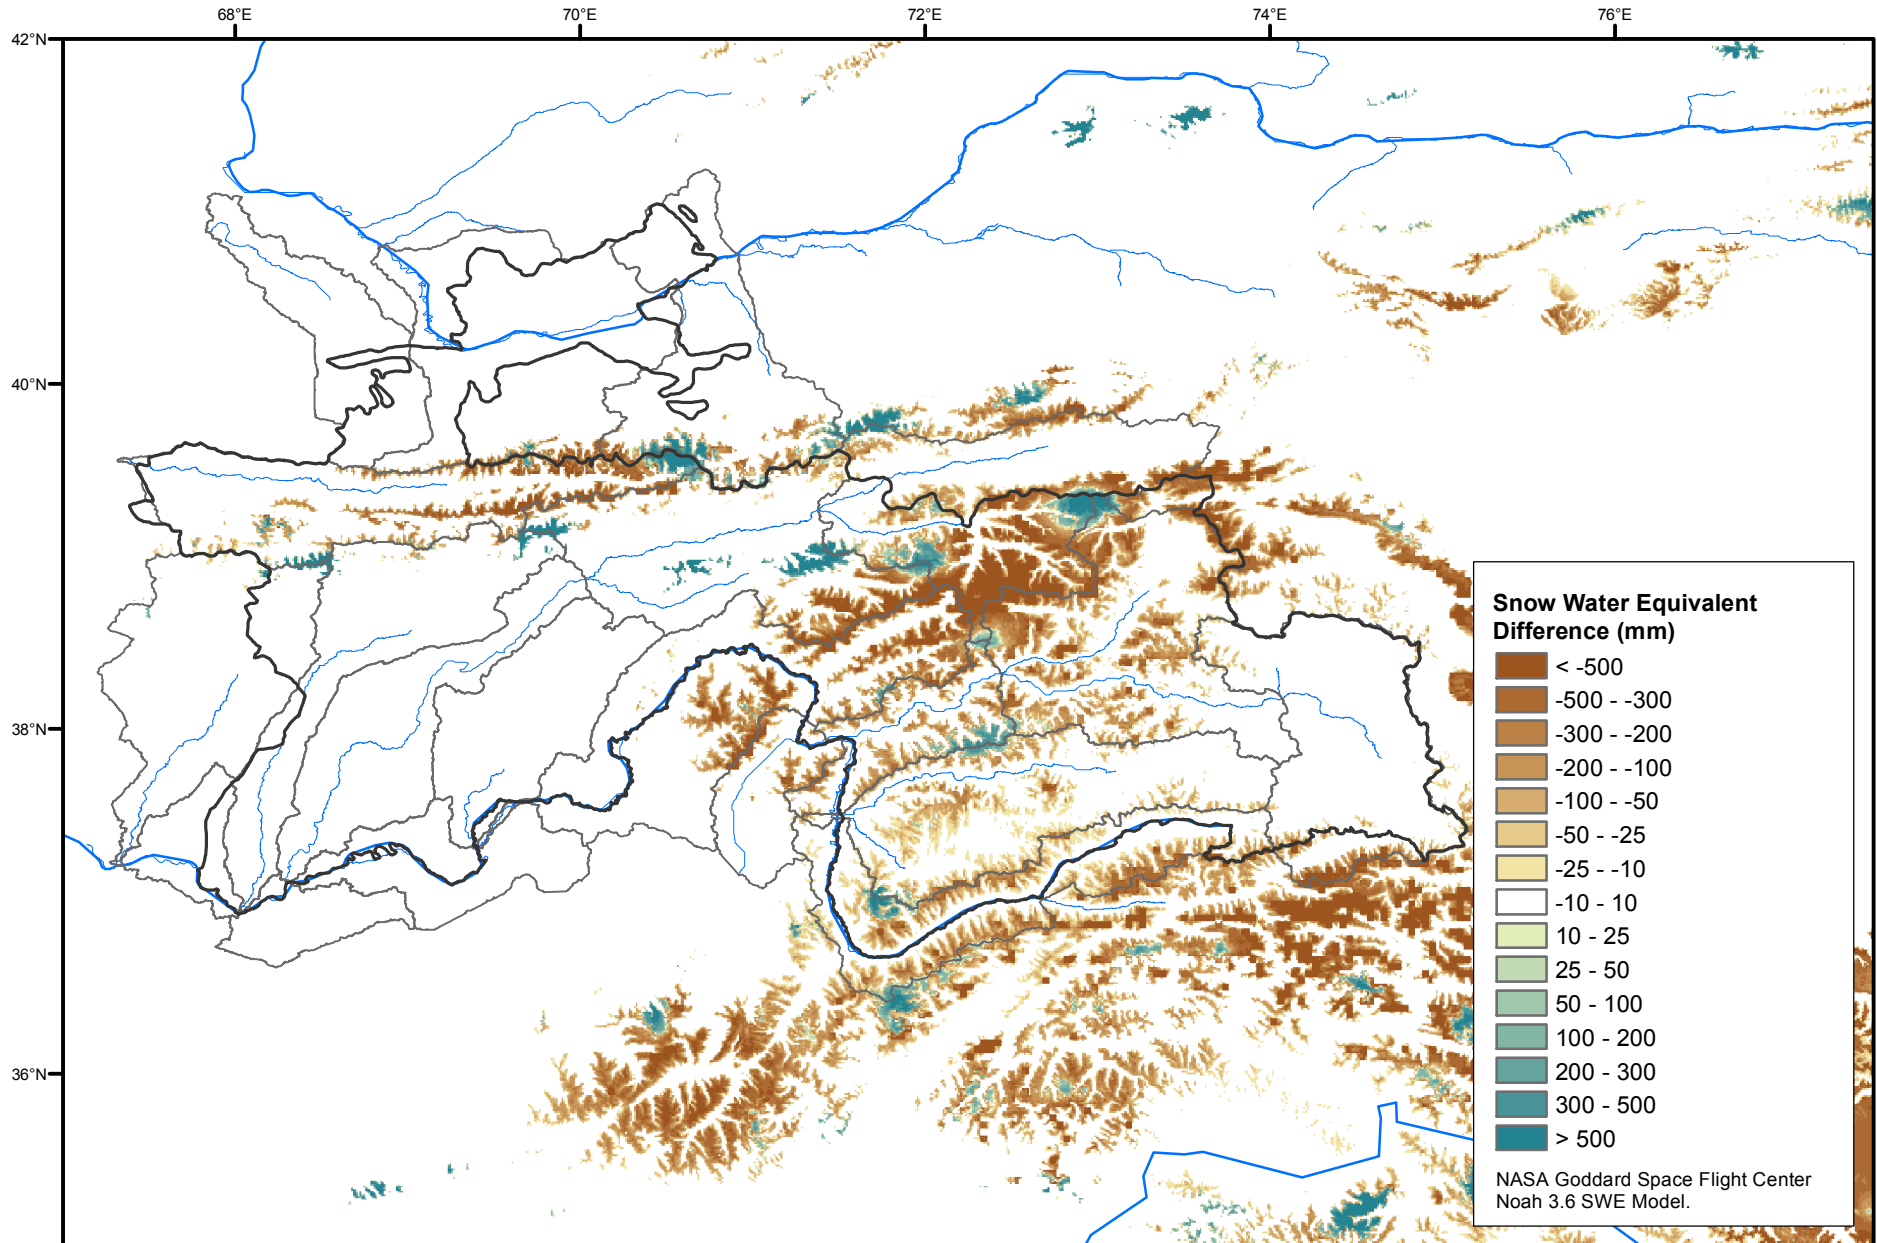 68°E
70°E
72°E
74°E
76°E
42°N
40°N
38°N
36°N
Snow Water Equivalent
Difference (mm)
< -500
-500 - -300
-300 - -200
-200 - -100
-100 - -50
-50 - -25
-25 - -10
-10 - 10
10 - 25
25 - 50
50 - 100
100 - 200
200 - 300
300 - 500
> 500
NASA Goddard Space Flight Center
Noah 3.6 SWE Model.